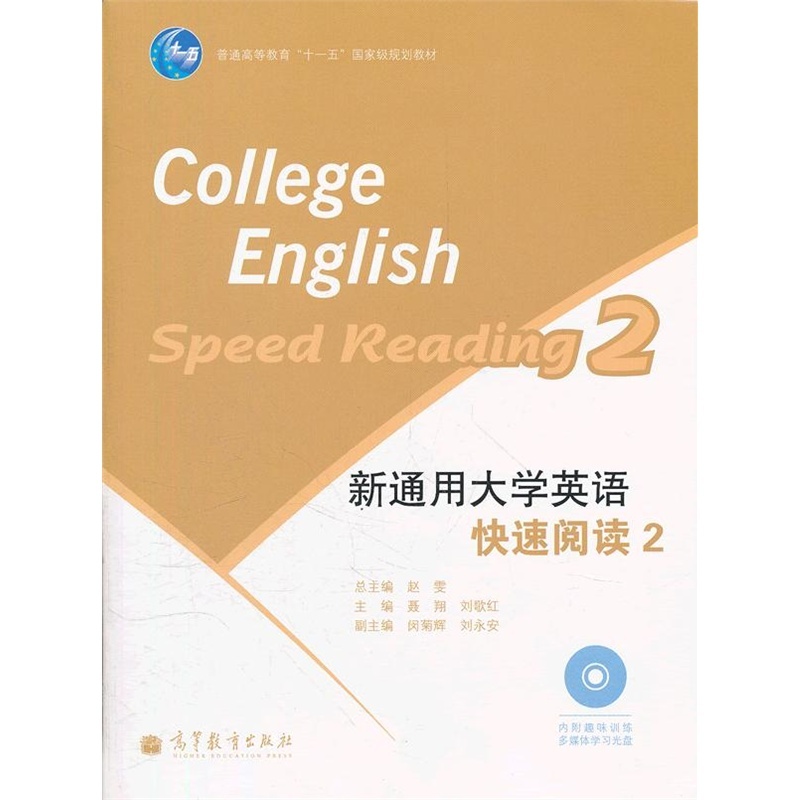 十一五
普通高等教育“十一五”国家级规划教材
College
English
Speed Reading 2
新通用大学英语
快速阅读 2
总主编 赵 雯
主 编 聂 翔 刘歌红
副主编 闵菊辉 刘永安
内附趣味训练
多媒体学习光盘
高等教育出版社
HIGHER EDUCATION PRESS